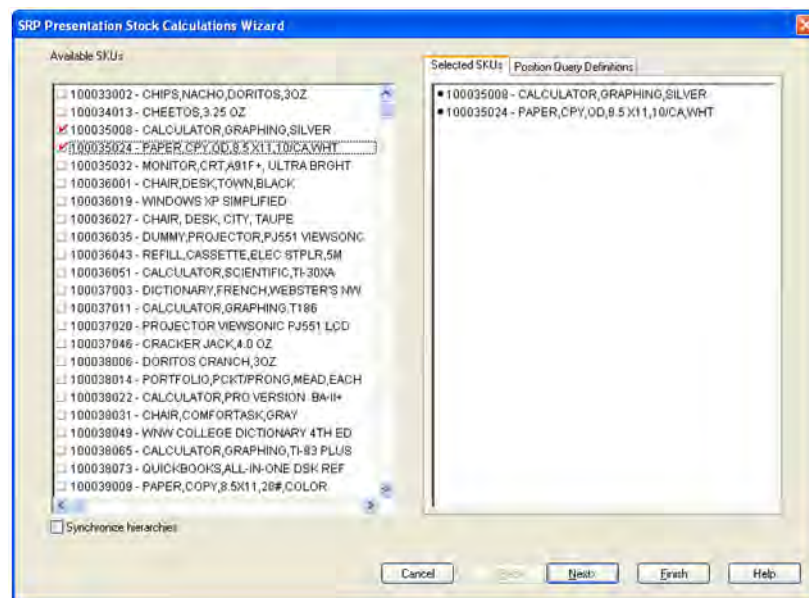 SRP Presentation Stock Calculations Wizard
Available SKUs
Selected SKUs
Position Query Definitions
100033002 - CHIPS,NACHO,DORITOS,3OZ
100034013 - CHEETOS,3.25 OZ
100035008 - CALCULATOR,GRAPHING,SILVER
100035024 - PAPER,CPY,OD,8.5 X11,10/CA,WHT
100035032 - MONITOR,CRT,A91F+, ULTRA BRGHT
100036001 - CHAIR,DESK,TOWN,BLACK
100036019 - WINDOWS XP SIMPLIFIED
100036027 - CHAIR, DESK, CITY, TAUPE
100036035 - DUMMY,PROJECTOR,PJ551 VIEWSONC
100036043 - REFILL,CASSETTE,ELEC STPLR,5M
100036051 - CALCULATOR,SCIENTIFIC,TI-30XA
100037003 - DICTIONARY,FRENCH,WEBSTER'S NW
100037011 - CALCULATOR,GRAPHING,T186
100037020 - PROJECTOR VIEWSONIC PJ551 LCD
100037046 - CRACKER JACK,4.0 OZ
100038006 - DORITOS CRANCH,3OZ
100038014 - PORTFOLIO,PCKT/PRONG,MEAD,EACH
100038022 - CALCULATOR,PRO VERSION BA-II+
100038031 - CHAIR,COMFORTASK,GRAY
100038049 - WNW COLLEGE DICTIONARY 4TH ED
100038065 - CALCULATOR,GRAPHING,TI-83 PLUS
100038073 - QUICKBOOKS,ALL-IN-ONE DSK REF
100039009 - PAPER,COPY,8.5X11,20#,COLOR
100035008 - CALCULATOR,GRAPHING,SILVER
100035024 - PAPER,CPY,OD,8.5 X11,10/CA,WHT
Synchronize hierarchies
Cancel
Next>
Finish
Help